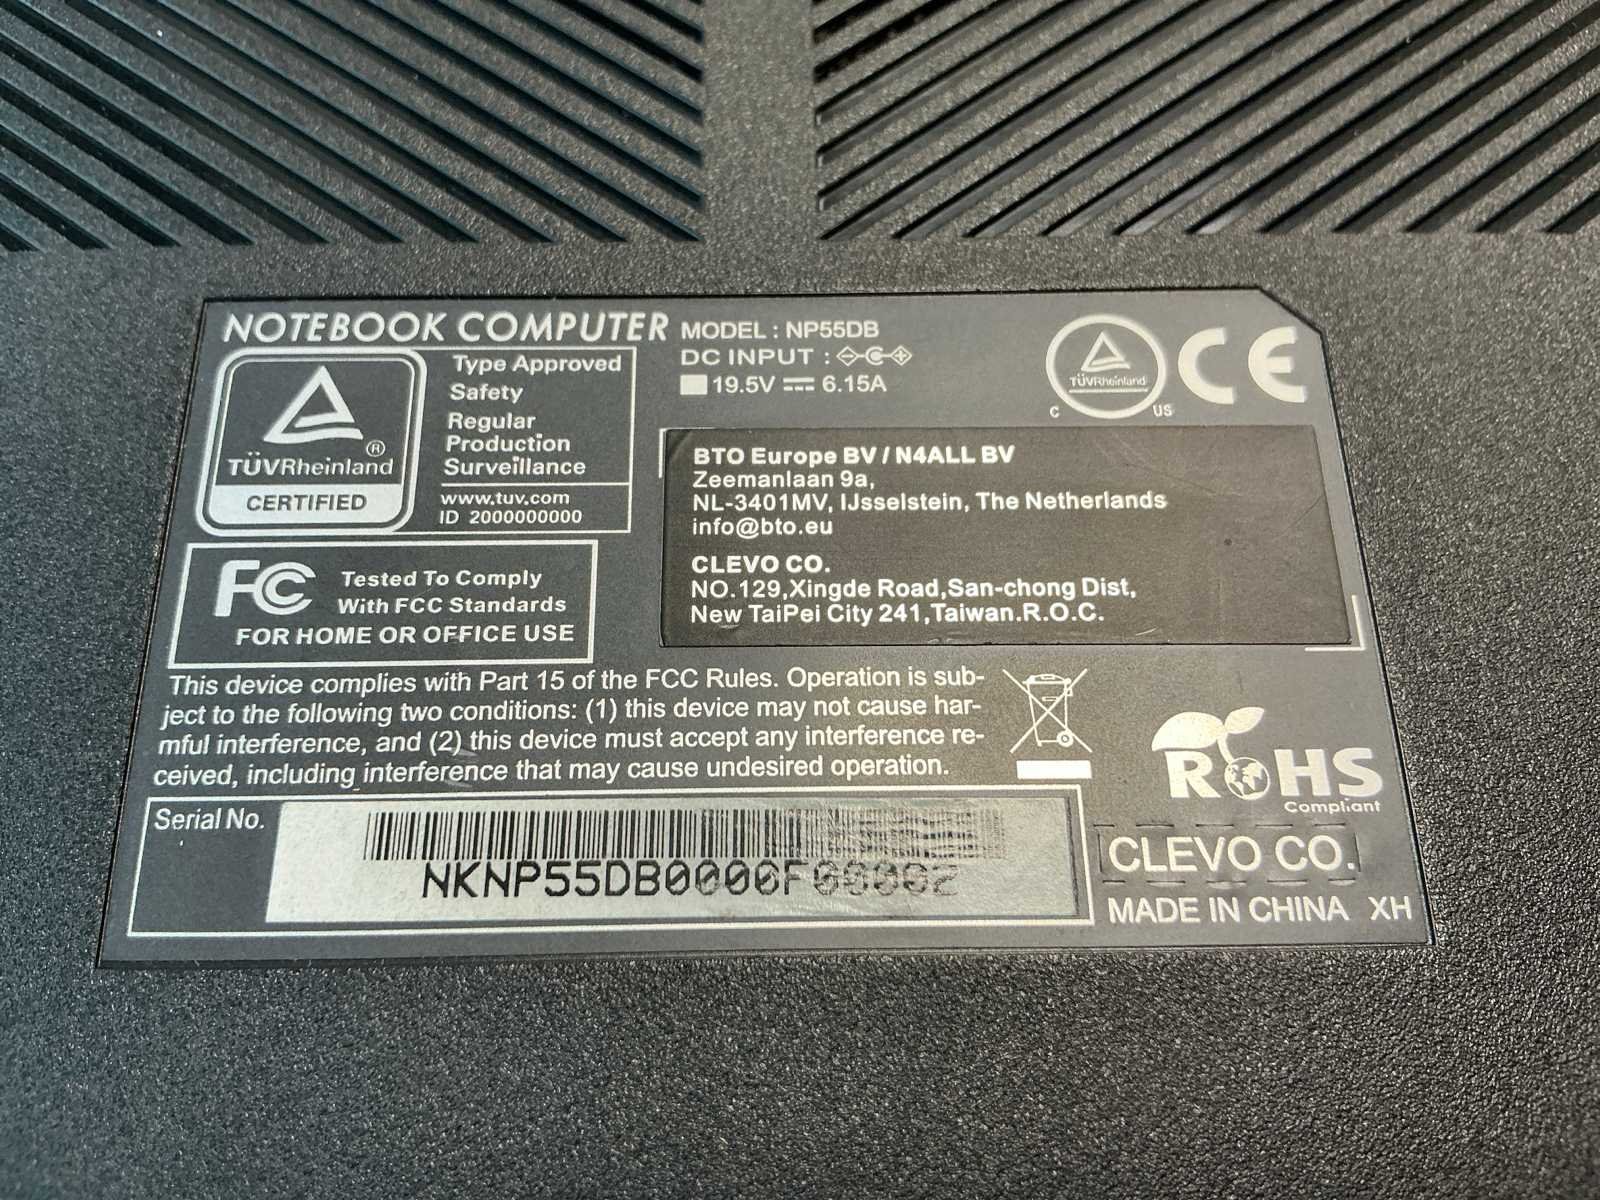 NOTEBOOK COMPUTER
MODEL : NP55DB
DC INPUT :
19.5V 6.15A
TÜVRheinland
C US
CE
TÜVRheinland®
CERTIFIED
Type Approved
Safety
Regular
Production
Surveillance
www.tuv.com
ID 2000000000
BTO Europe BV / N4ALL BV
Zeemanlaan 9a,
NL-3401MV, IJsselstein, The Netherlands
info@bto.eu
CLEVO CO.
NO.129,Xingde Road,San-chong Dist,
New TaiPei City 241,Taiwan.R.O.C.
FC
Tested To Comply
With FCC Standards
FOR HOME OR OFFICE USE
This device complies with Part 15 of the FCC Rules. Operation is sub-
ject to the following two conditions: (1) this device may not cause har-
mful interference, and (2) this device must accept any interference re-
ceived, including interference that may cause undesired operation.
RoHS
Compliant
Serial No.
CLEVO CO.
MADE IN CHINA XH